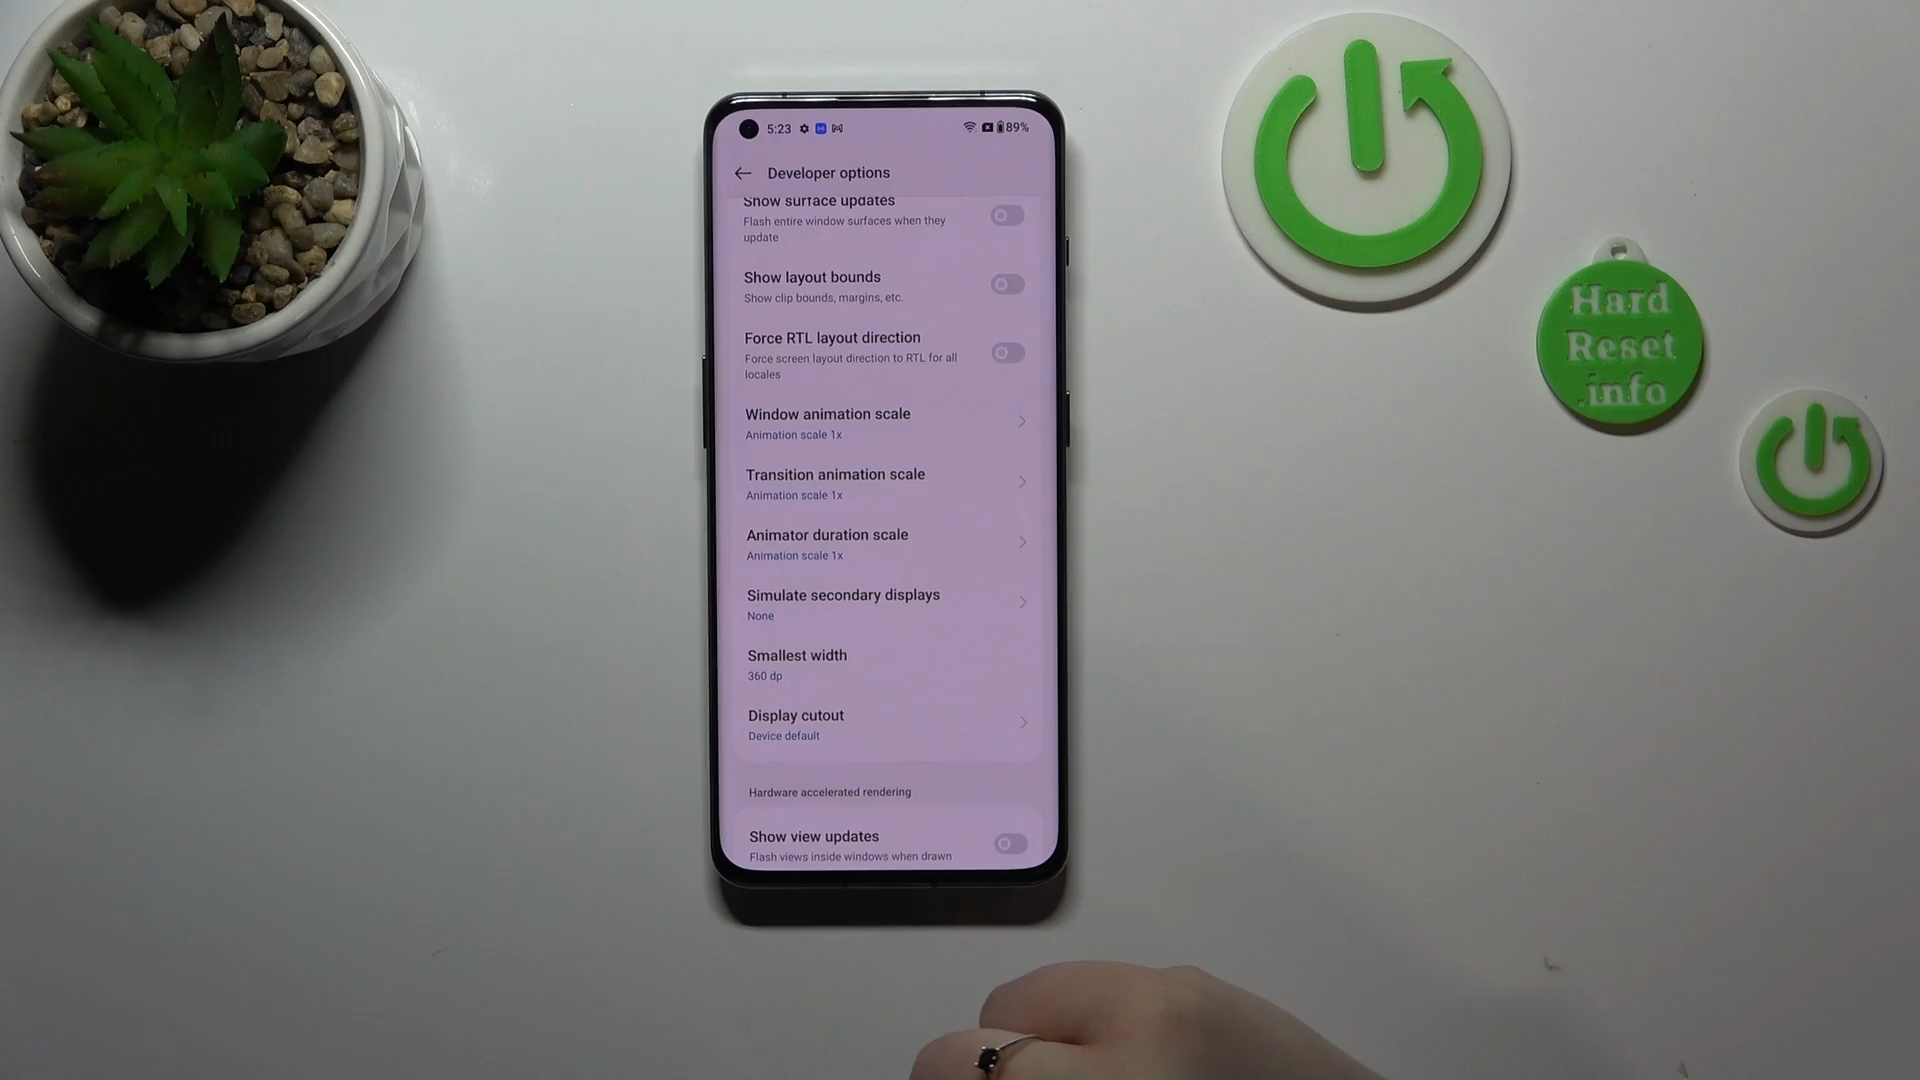 5:23
89%
Developer options
Show surface updates
Flash entire window surfaces when they
update
Show layout bounds
Show clip bounds, margins, etc.
Force RTL layout direction
Force screen layout direction to RTL for all
locales
Window animation scale
Animation scale 1x
Transition animation scale
Animation scale 1x
Animator duration scale
Animation scale 1x
Simulate secondary displays
None
Smallest width
360 dp
Display cutout
Device default
Hardware accelerated rendering
Show view updates
Flash views inside windows when drawn
Hard
Reset
.info